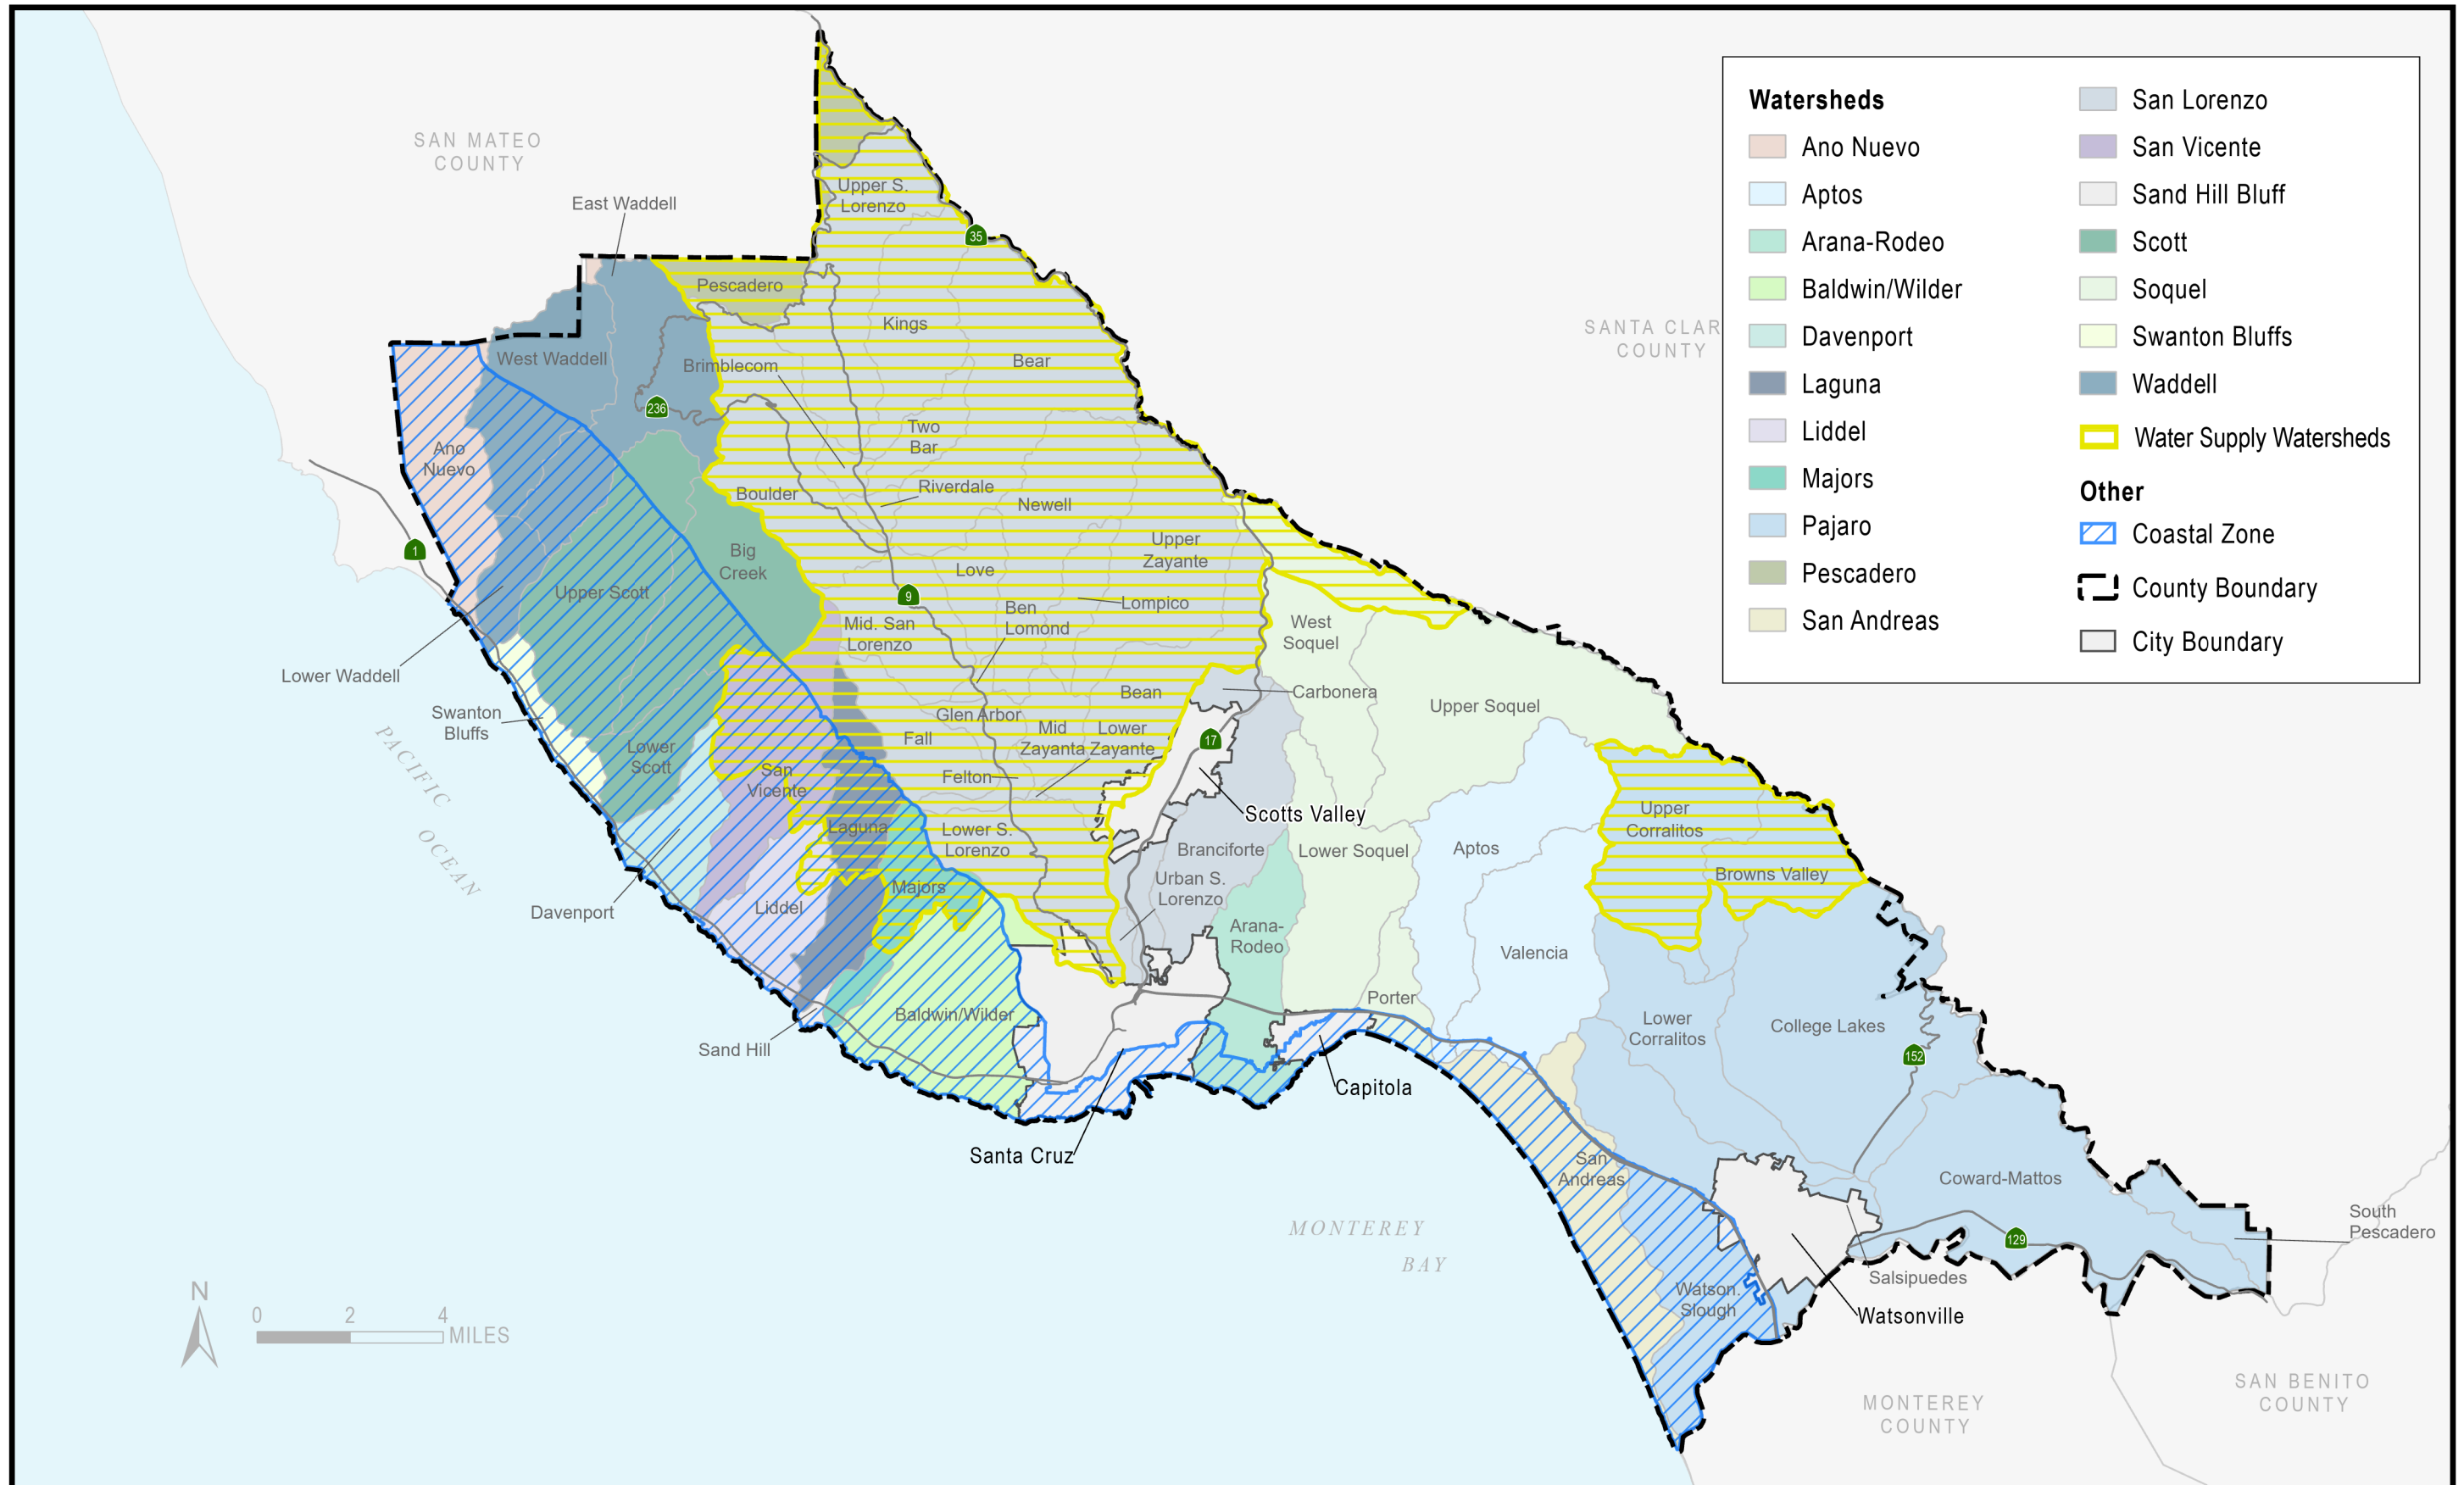 SAN MATEO
COUNTY
East Waddell
Upper S.
Lorenzo
35
Pescadero
Kings
West Waddell
Brimblecom
Bear
236
Two
Bar
Ano
Nuevo
Boulder
Riverdale
Newell
1
Big
Creek
Upper
Zayante
Love
Upper Scott
9
Ben
Lomond
Lompico
Mid. San
Lorenzo
West
Soquel
Lower Waddell
Bean
Carbonera
Swanton
Bluffs
Glen Arbor
Upper Soquel
Fall
Mid
Zayanta
Lower
Zayante
17
Lower
Scott
San
Vicente
Felton
PACIFIC
OCEAN
Scotts Valley
Upper
Corralitos
Laguna
Lower S.
Lorenzo
Branciforte
Lower Soquel
Aptos
Browns Valley
Majors
Urban S.
Lorenzo
Davenport
Liddel
Arana-
Rodeo
Valencia
Porter
Baldwin/Wilder
Lower
Corralitos
College Lakes
Sand Hill
152
Capitola
Santa Cruz
San
Andreas
Coward-Mattos
South
Pescadero
MONTEREY
BAY
129
Salsipuedes
Watson.
Slough
Watsonville
N
0 2 4
MILES
SANTA CLAR
COUNTY
MONTEREY
COUNTY
SAN BENITO
COUNTY
Watersheds
Ano Nuevo
Aptos
Arana-Rodeo
Baldwin/Wilder
Davenport
Laguna
Liddel
Majors
Pajaro
Pescadero
San Andreas
San Lorenzo
San Vicente
Sand Hill Bluff
Scott
Soquel
Swanton Bluffs
Waddell
Water Supply Watersheds
Other
Coastal Zone
County Boundary
City Boundary